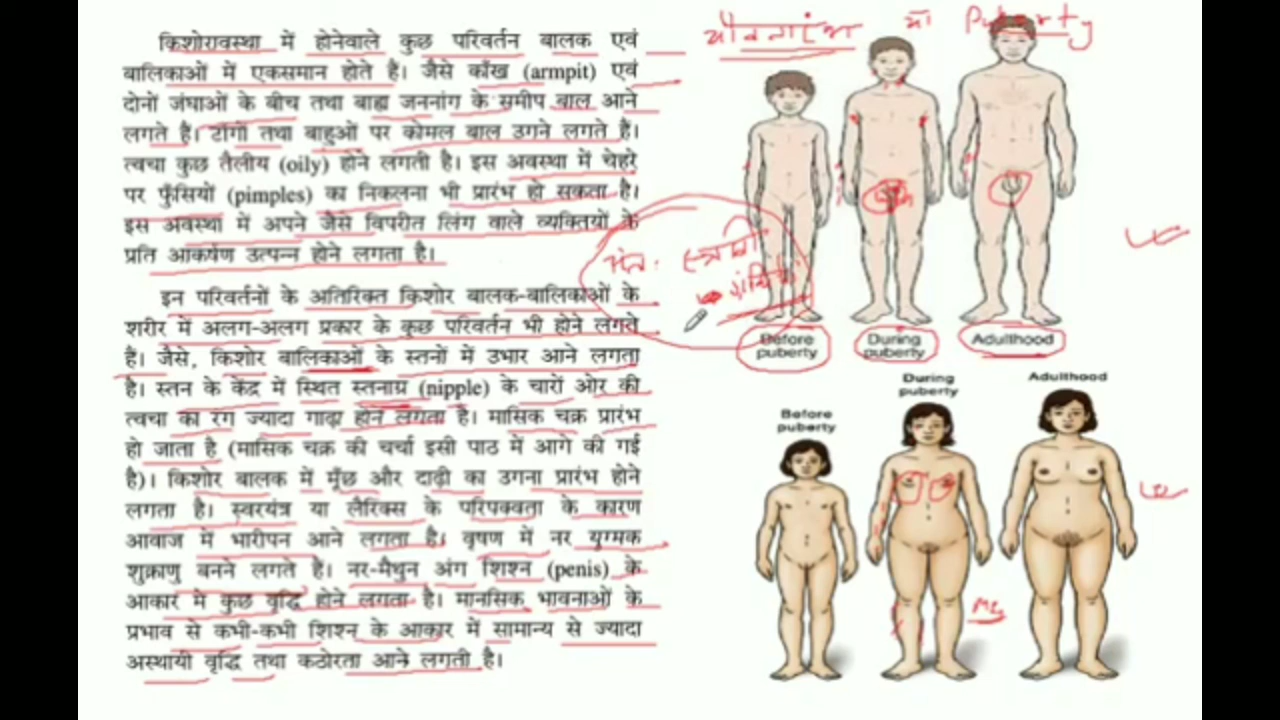 यौवनारंभ या Puberty
किशोरावस्था में होनेवाले कुछ परिवर्तन बालक एवं
बालिकाओं में एकसमान होते हैं। जैसे काँख (armpit) एवं
दोनों जंघाओं के बीच तथा बाह्य जननांग के समीप बाल आने
लगते हैं। टाँगों तथा बाहुओं पर कोमल बाल उगने लगते हैं।
त्वचा कुछ तैलीय (oily) होने लगती है। इस अवस्था में चेहरे
पर फुँसियों (pimples) का निकलना भी प्रारंभ हो सकता है।
इस अवस्था में अपने जैसे विपरीत लिंग वाले व्यक्तियों के
प्रति आकर्षण उत्पन्न होने लगता है।
इन परिवर्तनों के अतिरिक्त किशोर बालक-बालिकाओं के
शरीर में अलग-अलग प्रकार के कुछ परिवर्तन भी होने लगते
हैं। जैसे, किशोर बालिकाओं के स्तनों में उभार आने लगता
है। स्तन के केंद्र में स्थित स्तनाग्र (nipple) के चारों ओर की
त्वचा का रंग ज्यादा गाढ़ा होने लगता है। मासिक चक्र प्रारंभ
हो जाता है (मासिक चक्र की चर्चा इसी पाठ में आगे की गई
है)। किशोर बालक में मूँछ और दाढ़ी का उगना प्रारंभ होने
लगता है। स्वरयंत्र या लैरिंक्स के परिपक्वता के कारण
आवाज में भारीपन आने लगता है। वृषण में नर युग्मक
शुक्राणु बनने लगते हैं। नर-मैथुन अंग शिश्न (penis) के
आकार में कुछ वृद्धि होने लगता है। मानसिक भावनाओं के
प्रभाव से कभी-कभी शिश्न के आकार में सामान्य से ज्यादा
अस्थायी वृद्धि तथा कठोरता आने लगती है।
अंतः स्त्रावी
ग्रंथियाँ
Before puberty
During puberty
Adulthood
Before puberty
During puberty
Adulthood